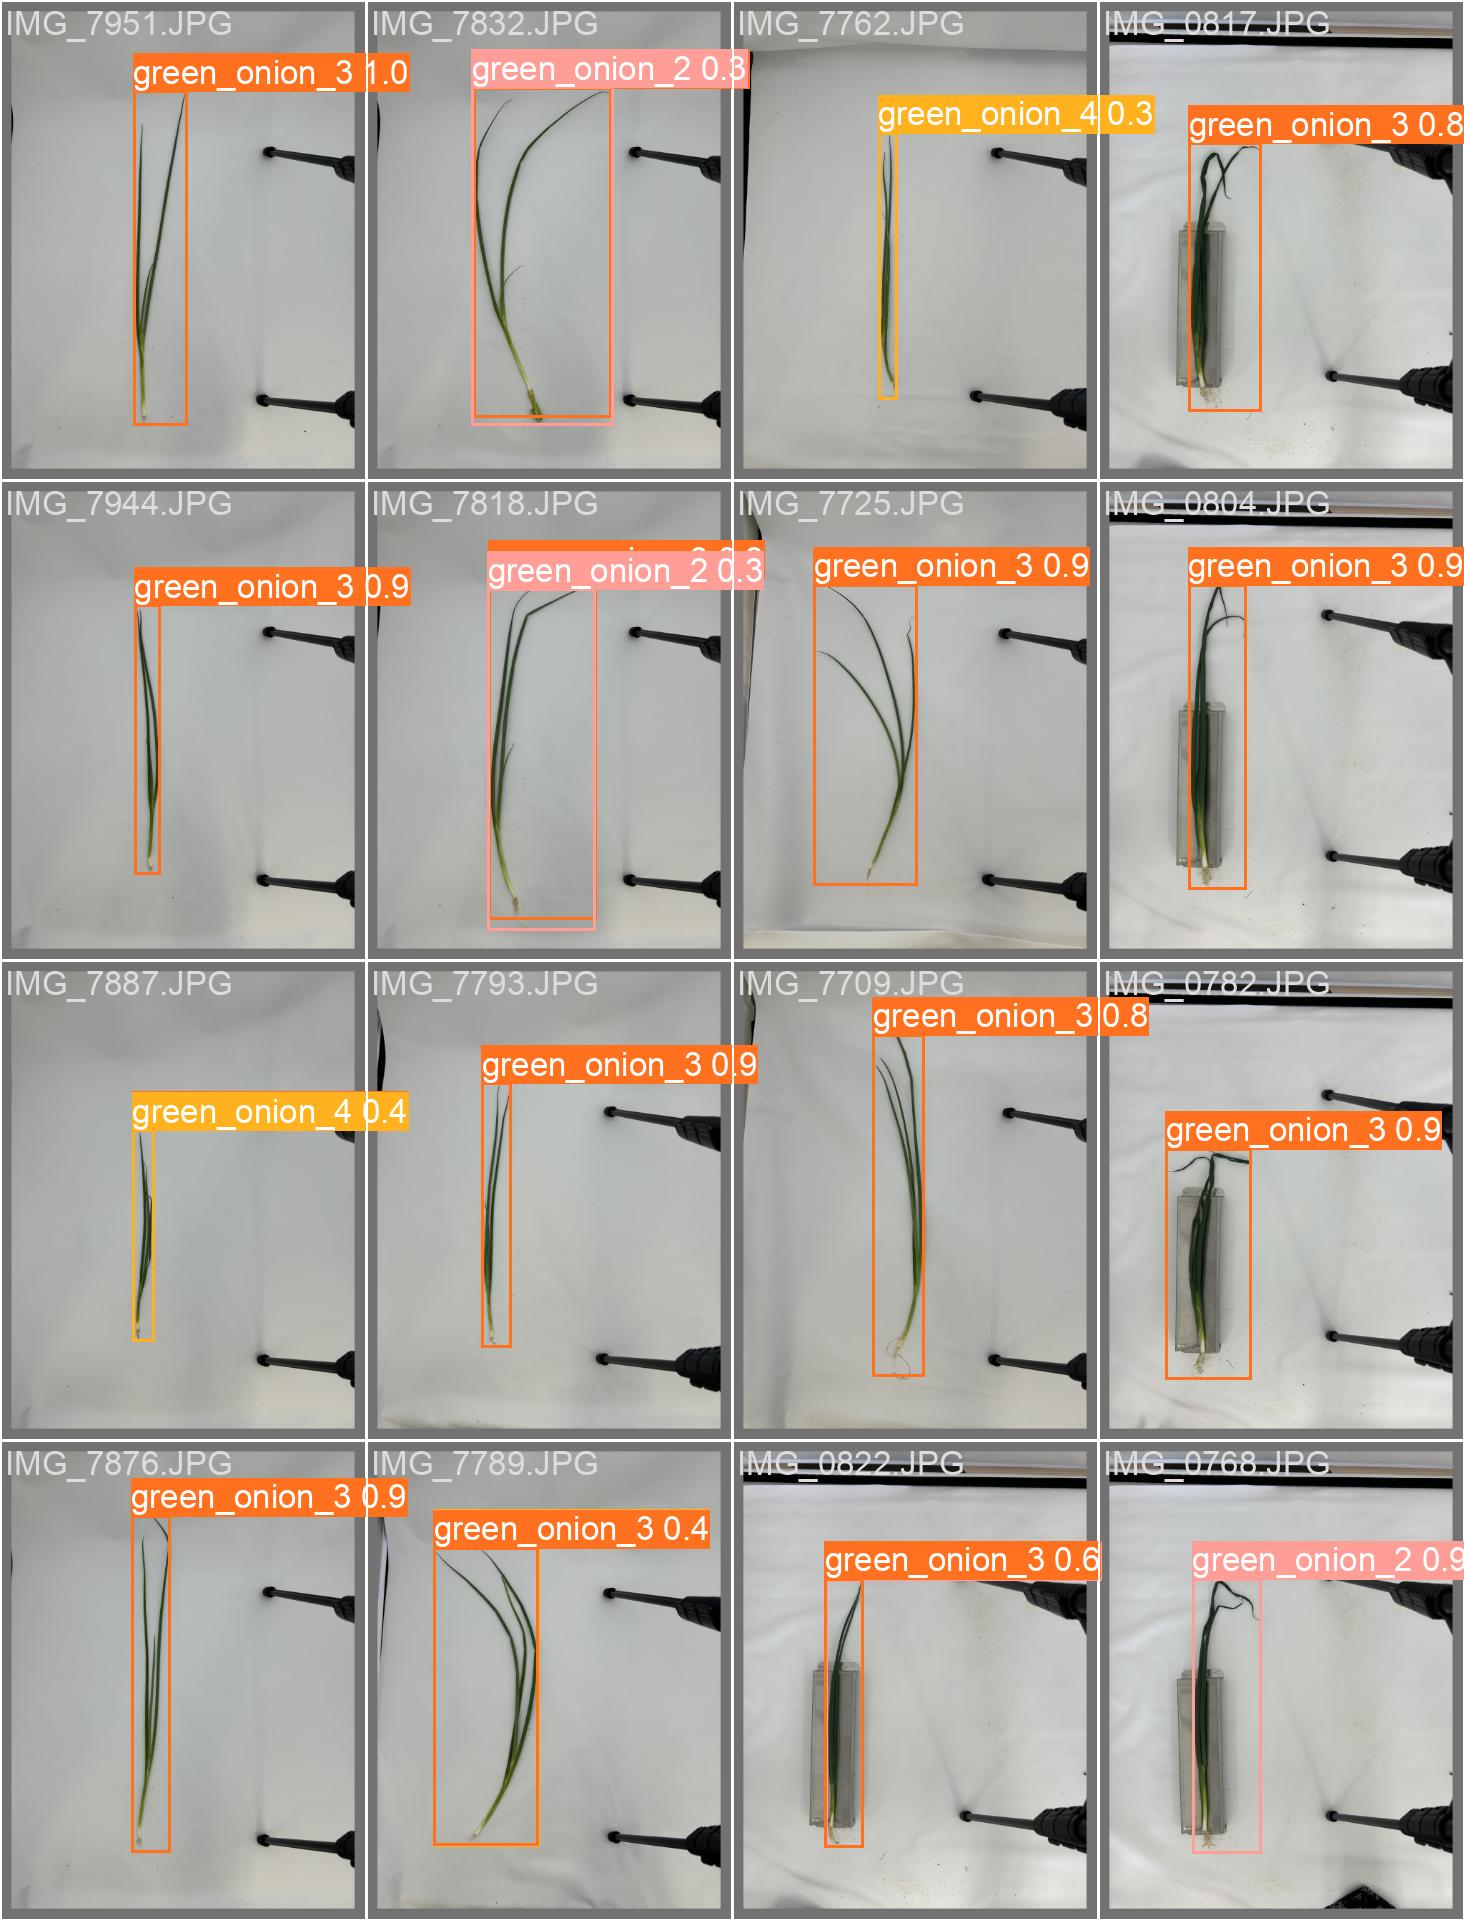 IMG_7951.JPG
green_onion_3 1.0
IMG_7832.JPG
green_onion_2 0.3
IMG_7762.JPG
green_onion_4 0.3
IMG_0817.JPG
green_onion_3 0.8
IMG_7944.JPG
green_onion_3 0.9
IMG_7818.JPG
green_onion_2 0.3
IMG_7725.JPG
green_onion_3 0.9
IMG_0804.JPG
green_onion_3 0.9
IMG_7887.JPG
green_onion_4 0.4
IMG_7793.JPG
green_onion_3 0.9
IMG_7709.JPG
green_onion_3 0.8
IMG_0782.JPG
green_onion_3 0.9
IMG_7876.JPG
green_onion_3 0.9
IMG_7789.JPG
green_onion_3 0.4
IMG_0822.JPG
green_onion_3 0.6
IMG_0768.JPG
green_onion_2 0.9